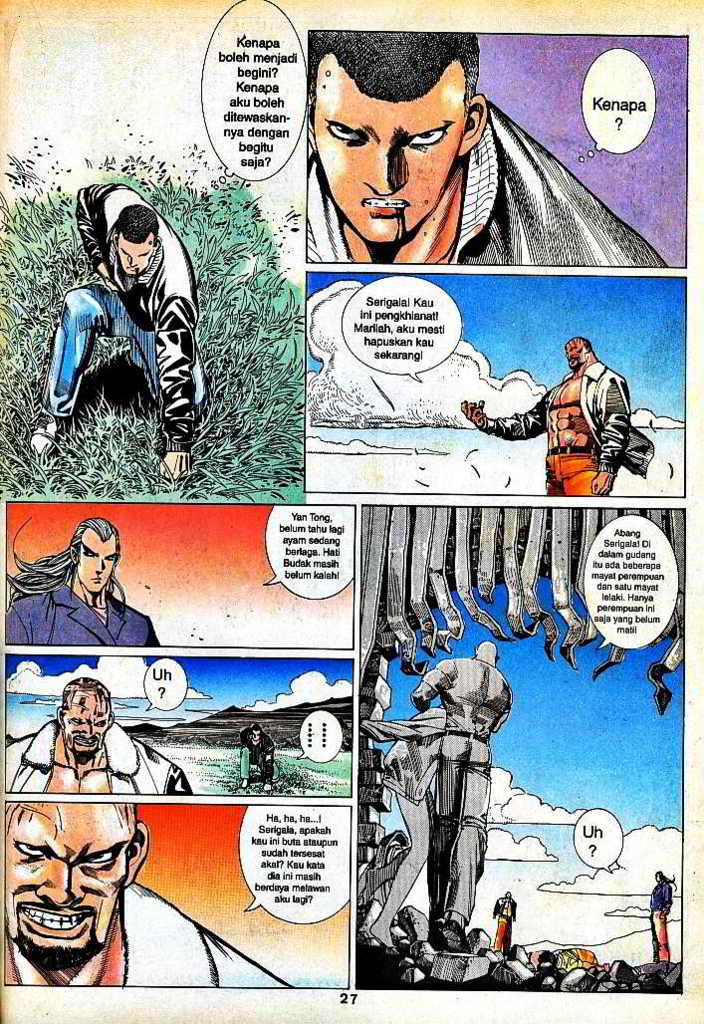 Kenapa
boleh menjadi
begini?
Kenapa
aku boleh
ditewaskan-
nya dengan
begitu
saja?
Kenapa
?
Serigala! Kau
ini pengkhianat!
Marilah, aku mesti
hapuskan kau
sekarang!
Yan Tong,
belum tahu lagi
ayam sedang
berlaga. Hati
Budak masih
belum kalah!
Uh
?
Ha, ha, ha...!
Serigala, apakah
kau ini buta ataupun
sudah tersesat
akal? Kau kata
dia ini masih
berdaya melawan
aku lagi?
Abang
Serigala! Di
dalam gudang
itu ada beberapa
mayat perempuan
dan satu mayat
lelaki. Hanya
perempuan ini
saja yang belum
mati!
Uh
?
27